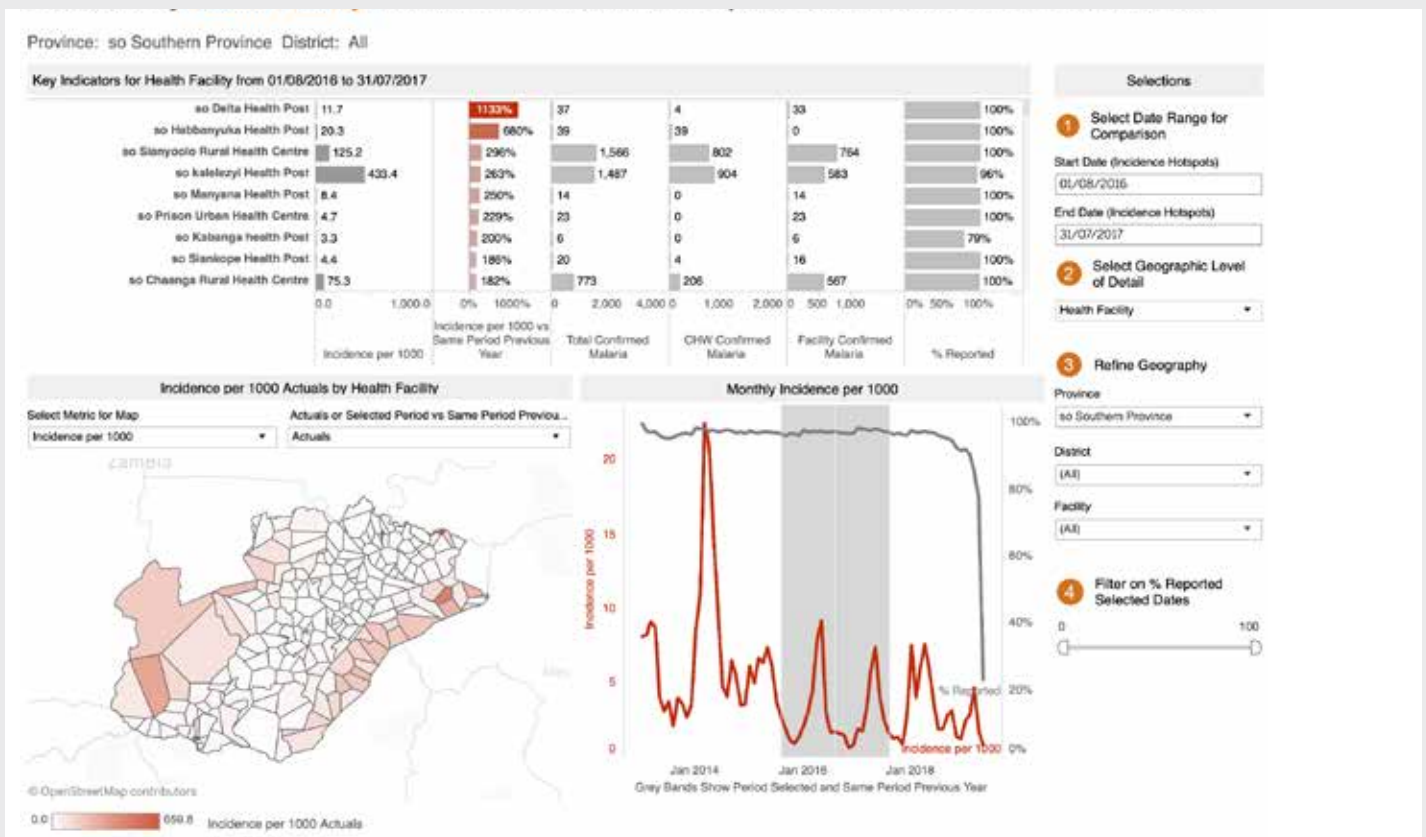 Province: so Southern Province District: All
Key Indicators for Health Facility from 01/08/2016 to 31/07/2017
so Delta Health Post 11.7 1133% 37 4 33 100%
so Habbanyuka Health Post 20.3 680% 39 39 0 100%
so Sianyoolo Rural Health Centre 125.2 296% 1,566 802 764 100%
so kalelezyi Health Post 433.4 263% 1,487 904 583 96%
so Manyana Health Post 8.4 250% 14 0 14 100%
so Prison Urban Health Centre 4.7 229% 23 0 23 100%
so Kabanga health Post 3.3 200% 6 0 6 79%
so Siankope Health Post 4.4 186% 20 4 16 100%
so Chaanga Rural Health Centre 75.3 182% 773 206 567 100%
0.0 1,000.0 0% 1000% 0 2,000 4,000 0 1,000 2,000 0 500 1,000 0% 50% 100%
Incidence per 1000
Incidence per 1000 vs
Same Period Previous
Year
Total Confirmed
Malaria
CHW Confirmed
Malaria
Facility Confirmed
Malaria
% Reported
Selections
1 Select Date Range for
Comparison
Start Date (Incidence Hotspots)
01/08/2016
End Date (Incidence Hotspots)
31/07/2017
2 Select Geographic Level
of Detail
Health Facility
3 Refine Geography
Province
so Southern Province
District
(All)
Facility
(All)
4 Filter on % Reported
Selected Dates
0 100
Incidence per 1000 Actuals by Health Facility
Select Metric for Map
Incidence per 1000
Actuals or Selected Period vs Same Period Previou...
Actuals
Zambia
© OpenStreetMap contributors
0.0 659.8 Incidence per 1000 Actuals
Monthly Incidence per 1000
Incidence per 1000
20
15
10
5
0
100%
80%
60%
40%
20%
0%
% Reported
Incidence per 1000
Jan 2014 Jan 2016 Jan 2018
Grey Bands Show Period Selected and Same Period Previous Year